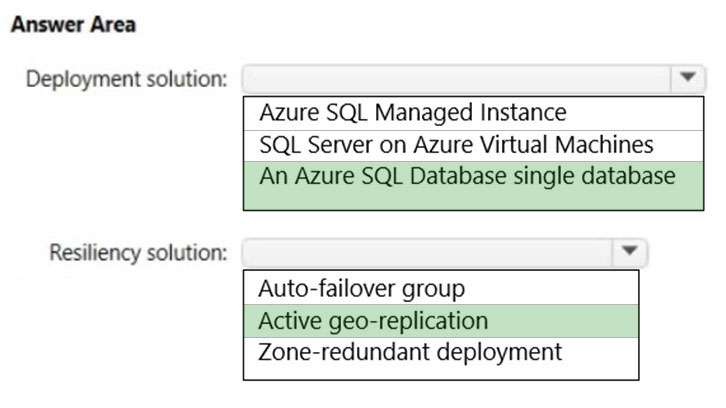 Answer Area
Deployment solution:
Azure SQL Managed Instance
SQL Server on Azure Virtual Machines
An Azure SQL Database single database
Resiliency solution:
Auto-failover group
Active geo-replication
Zone-redundant deployment